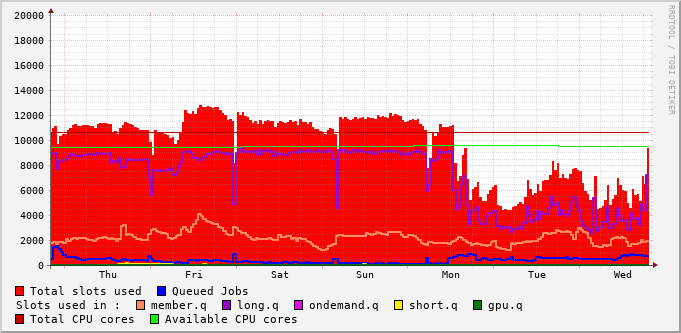 20000
18000
16000
14000
12000
10000
8000
6000
4000
2000
0
Thu Fri Sat Sun Mon Tue Wed
RRDTOOL / TOBI OETIKER
Total slots used Queued Jobs
Slots used in : member.q long.q ondemand.q short.q gpu.q
Total CPU cores Available CPU cores